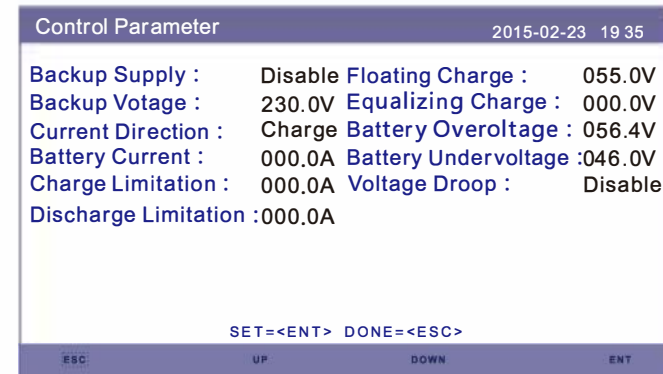 Control Parameter 2015-02-23 19 35
Backup Supply : Disable Floating Charge : 055.0V
Backup Votage : 230.0V Equalizing Charge : 000.0V
Current Direction : Charge Battery Overoltage : 056.4V
Battery Current : 000.0A Battery Undervoltage : 046.0V
Charge Limitation : 000.0A Voltage Droop : Disable
Discharge Limitation : 000.0A
SET=<ENT> DONE=<ESC>
ESC UP DOWN ENT